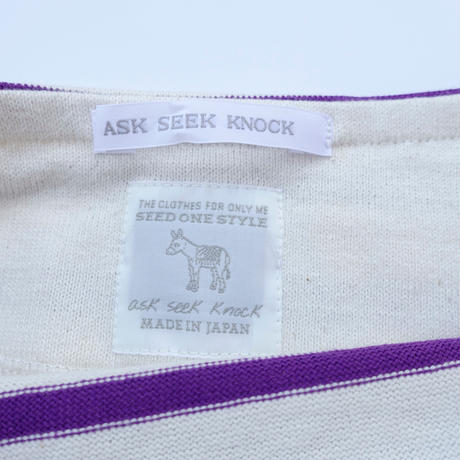 ASK SEEK KNOCK
THE CLOTHES FOR ONLY ME
SEED ONE STYLE
ask seek knock
MADE IN JAPAN